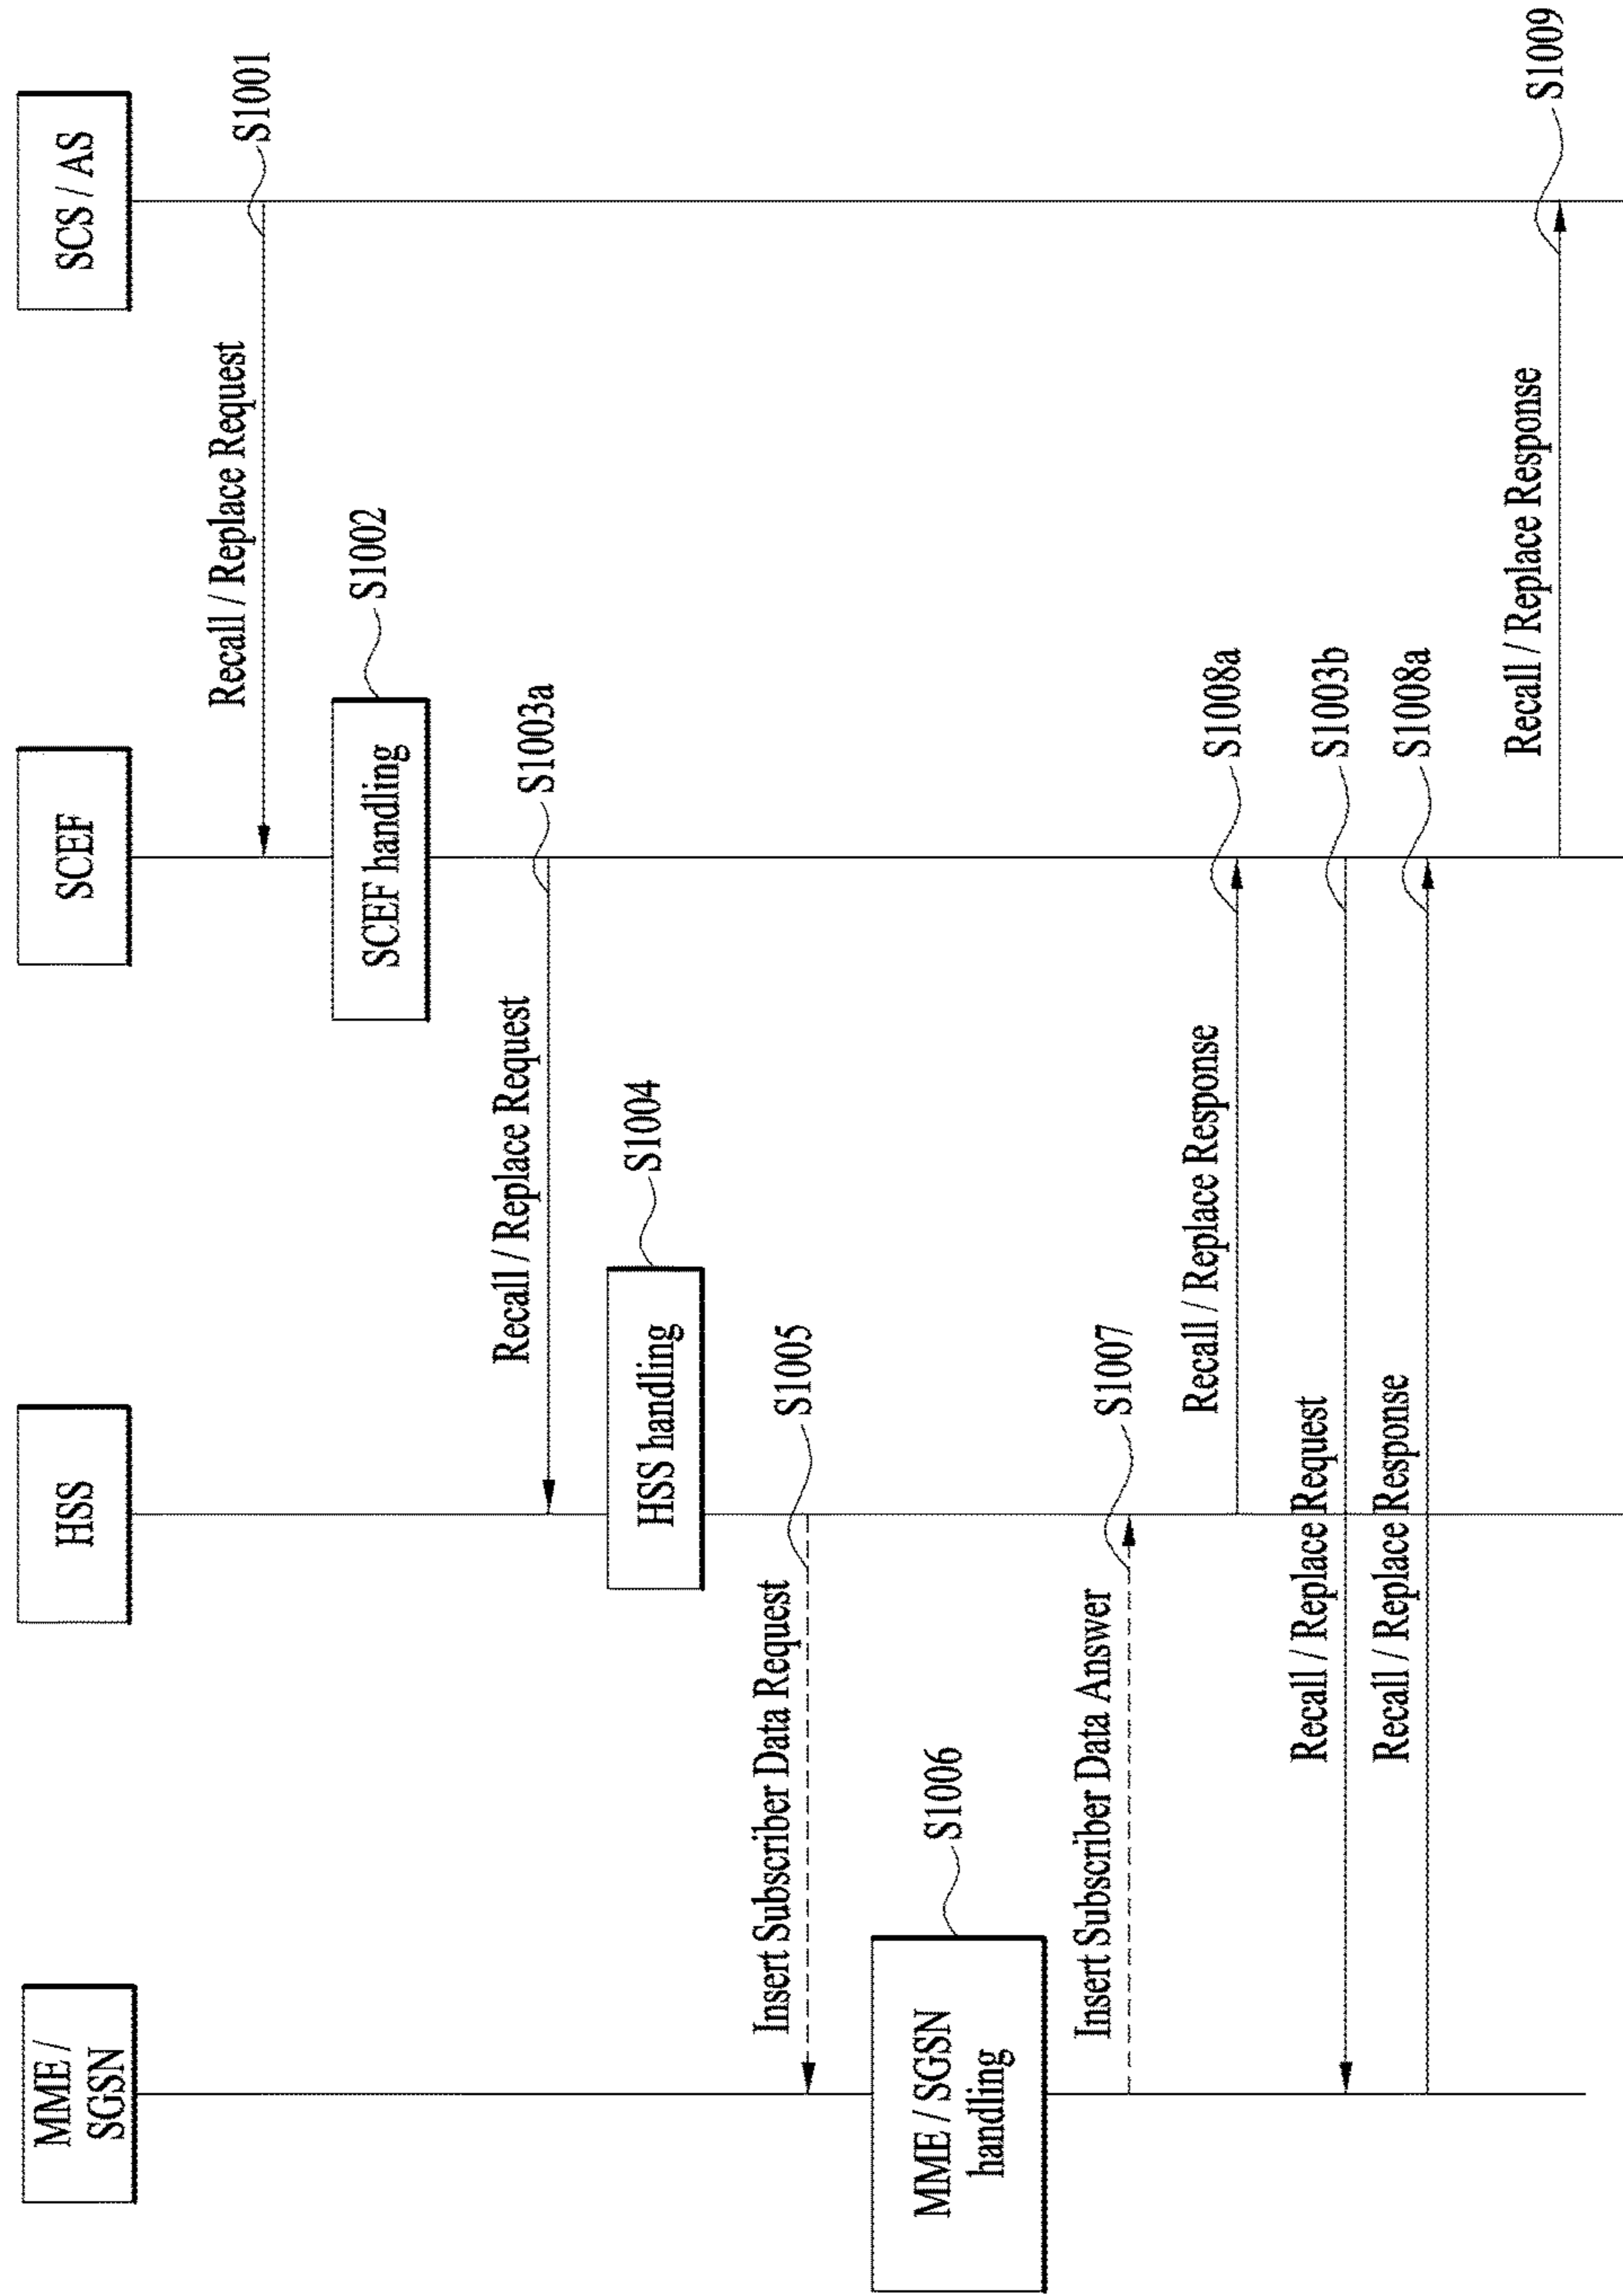 MME /
SGSN
HSS
SCEF
SCS / AS
Recall / Replace Request
S1001
SCEF handling
S1002
Recall / Replace Request
S1003a
HSS handling
S1004
Insert Subscriber Data Request
S1005
MME / SGSN
handling
S1006
Insert Subscriber Data Answer
S1007
Recall / Replace Response
S1008a
Recall / Replace Request
S1003b
Recall / Replace Response
S1008a
Recall / Replace Response
S1009